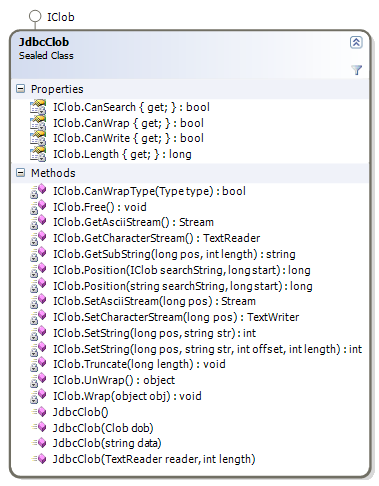 IClob
JdbcClob
Sealed Class
Properties
IClob.CanSearch { get; } : bool
IClob.CanWrap { get; } : bool
IClob.CanWrite { get; } : bool
IClob.Length { get; } : long
Methods
IClob.CanWrapType(Type type) : bool
IClob.Free() : void
IClob.GetAsciiStream() : Stream
IClob.GetCharacterStream() : TextReader
IClob.GetSubString(long pos, int length) : string
IClob.Position(IClob searchString, long start) : long
IClob.Position(string searchString, long start) : long
IClob.SetAsciiStream(long pos) : Stream
IClob.SetCharacterStream(long pos) : TextWriter
IClob.SetString(long pos, string str) : int
IClob.SetString(long pos, string str, int offset, int length) : int
IClob.Truncate(long length) : void
IClob.UnWrap() : object
IClob.Wrap(object obj) : void
JdbcClob()
JdbcClob(Clob clob)
JdbcClob(string data)
JdbcClob(TextReader reader, int length)